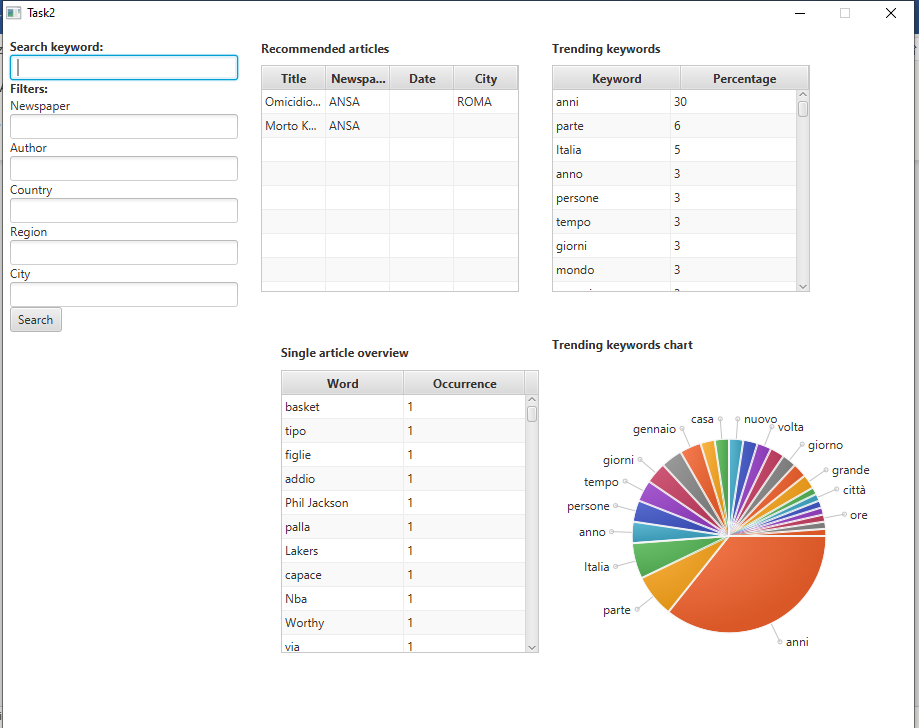 Task2
Search keyword:
Filters:
Newspaper
Author
Country
Region
City
Search
Recommended articles
Title Newspa... Date City
Omicidio... ANSA ROMA
Morto K... ANSA
Trending keywords
Keyword Percentage
anni 30
parte 6
Italia 5
anno 3
persone 3
tempo 3
giorni 3
mondo 3
Single article overview
Word Occurrence
basket 1
tipo 1
figlie 1
addio 1
Phil Jackson 1
palla 1
Lakers 1
capace 1
Nba 1
Worthy 1
via 1
Trending keywords chart
casa
nuovo
gennaio
volta
giorno
giorni
grande
tempo
città
persone
ore
anno
Italia
parte
anni